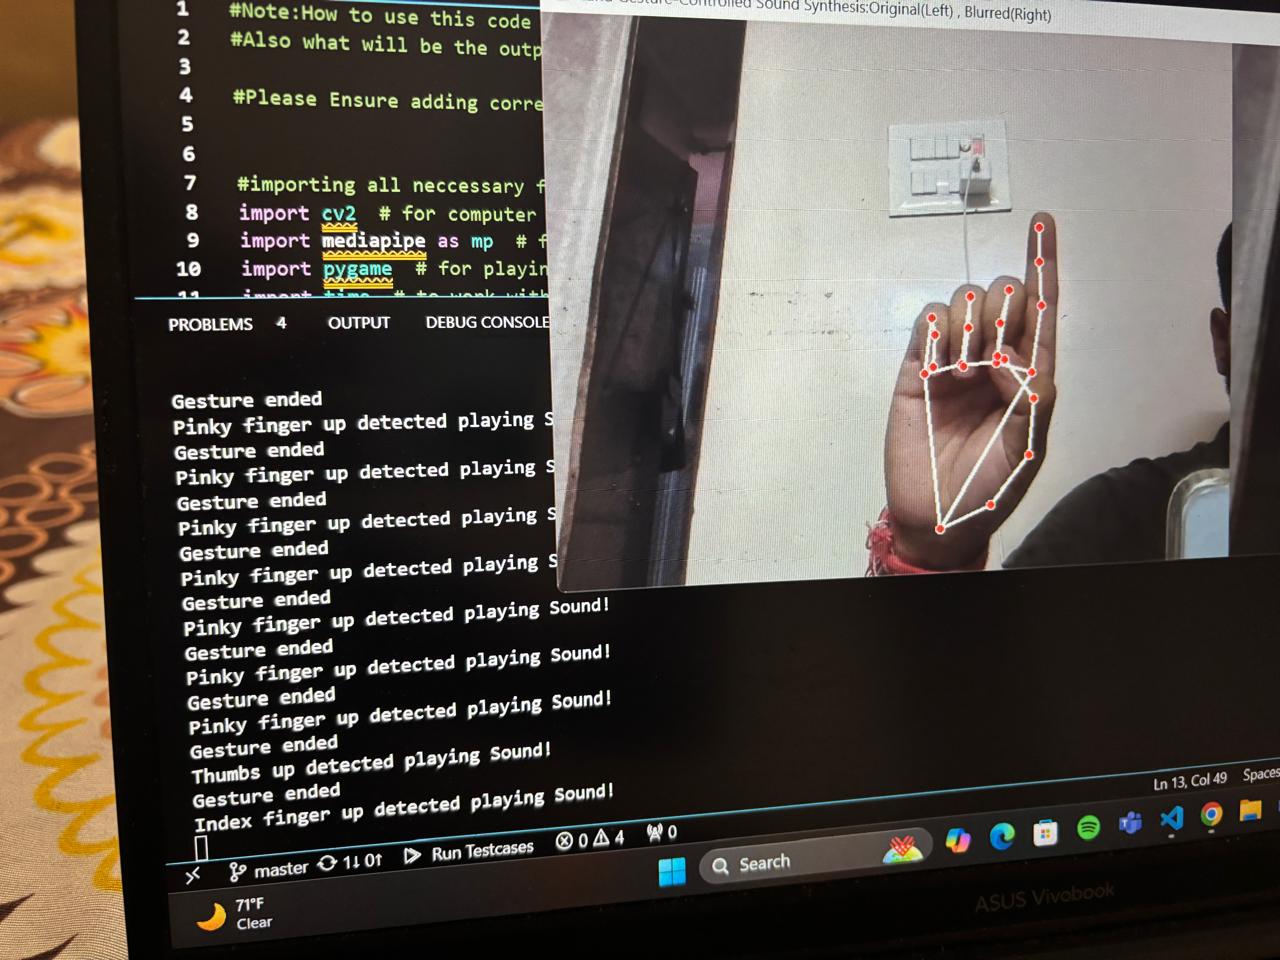 1 #Note:How to use this code
2 #Also what will be the outp
3
4 #Please Ensure adding corre
5
6
7 #importing all neccessary f
8 import cv2 # for computer
9 import mediapipe as mp # f
10 import pygame # for playin
11 import time # to work with
Gesture-Controlled Sound Synthesis:Original(Left) , Blurred(Right)
PROBLEMS 4 OUTPUT DEBUG CONSOLE
Gesture ended
Pinky finger up detected playing S
Gesture ended
Pinky finger up detected playing S
Gesture ended
Pinky finger up detected playing S
Gesture ended
Pinky finger up detected playing S
Gesture ended
Pinky finger up detected playing Sound!
Gesture ended
Pinky finger up detected playing Sound!
Gesture ended
Pinky finger up detected playing Sound!
Gesture ended
Thumbs up detected playing Sound!
Gesture ended
Index finger up detected playing Sound!
Ln 13, Col 49 Spaces
master 1↓ 0↑ Run Testcases 0 4 0
Search
71°F
Clear
ASUS Vivobook